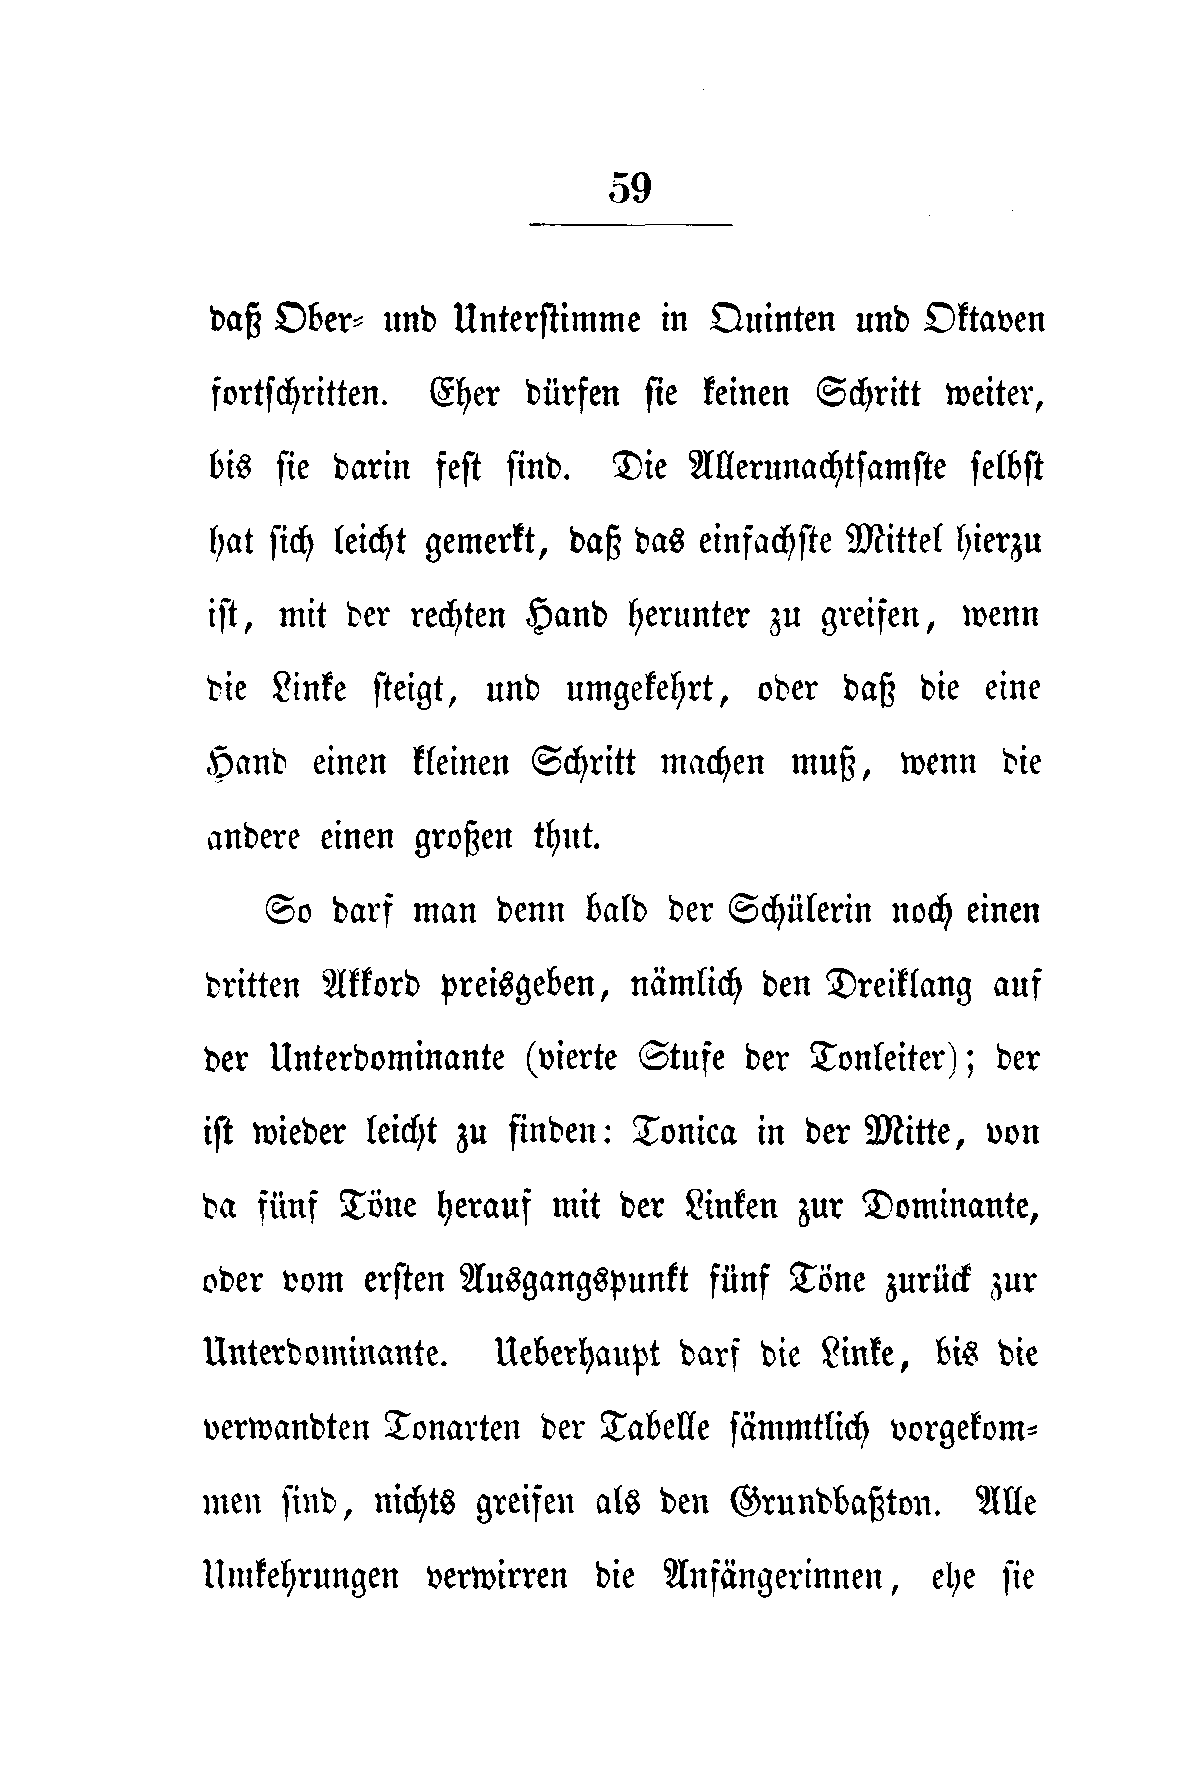 59
daß Ober- und Unterstimme in Quinten und Oktaven
fortschritten. Eher dürfen sie keinen Schritt weiter,
bis sie darin fest sind. Die Allerunachtsamste selbst
hat sich leicht gemerkt, daß das einfachste Mittel hierzu
ist, mit der rechten Hand herunter zu greifen, wenn
die Linke steigt, und umgekehrt, oder daß die eine
Hand einen kleinen Schritt machen muß, wenn die
andere einen großen thut.
So darf man denn bald der Schülerin noch einen
dritten Akkord preisgeben, nämlich den Dreiklang auf
der Unterdominante (vierte Stufe der Tonleiter); der
ist wieder leicht zu finden: Tonica in der Mitte, von
da fünf Töne herauf mit der Linken zur Dominante,
oder vom ersten Ausgangspunkt fünf Töne zurück zur
Unterdominante. Ueberhaupt darf die Linke, bis die
verwandten Tonarten der Tabelle sämmtlich vorgekom-
men sind, nichts greifen als den Grundbaßton. Alle
Umkehrungen verwirren die Anfängerinnen, ehe sie